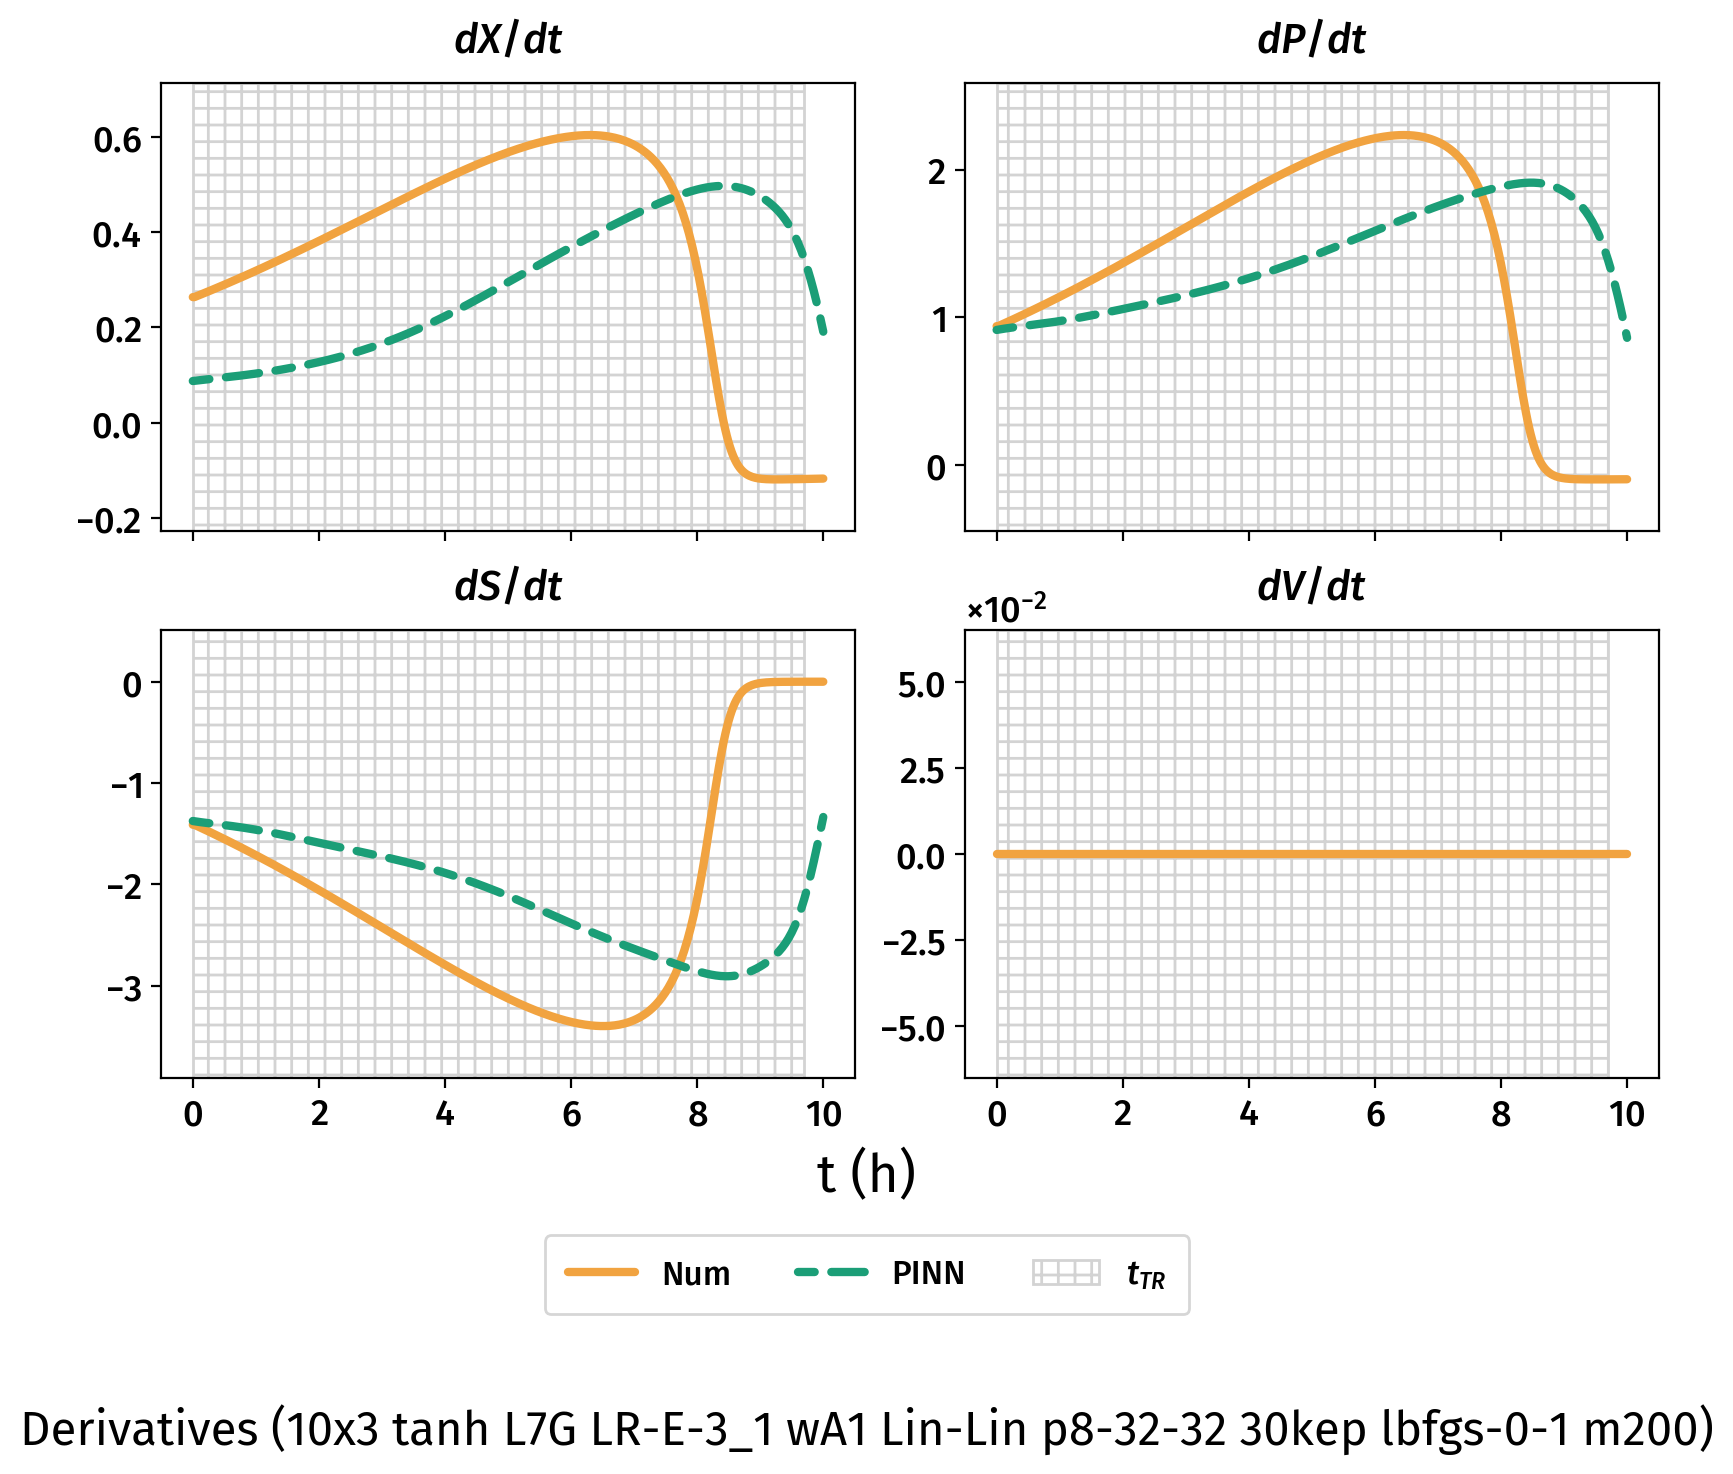 dX/dt
dP/dt
0.6
0.4
0.2
0.0
−0.2
2
1
0
dS/dt
dV/dt
×10⁻²
0
−1
−2
−3
5.0
2.5
0.0
−2.5
−5.0
0 2 4 6 8 10
0 2 4 6 8 10
t (h)
Num PINN t_TR
Derivatives (10x3 tanh L7G LR-E-3_1 wA1 Lin-Lin p8-32-32 30kep lbfgs-0-1 m200)